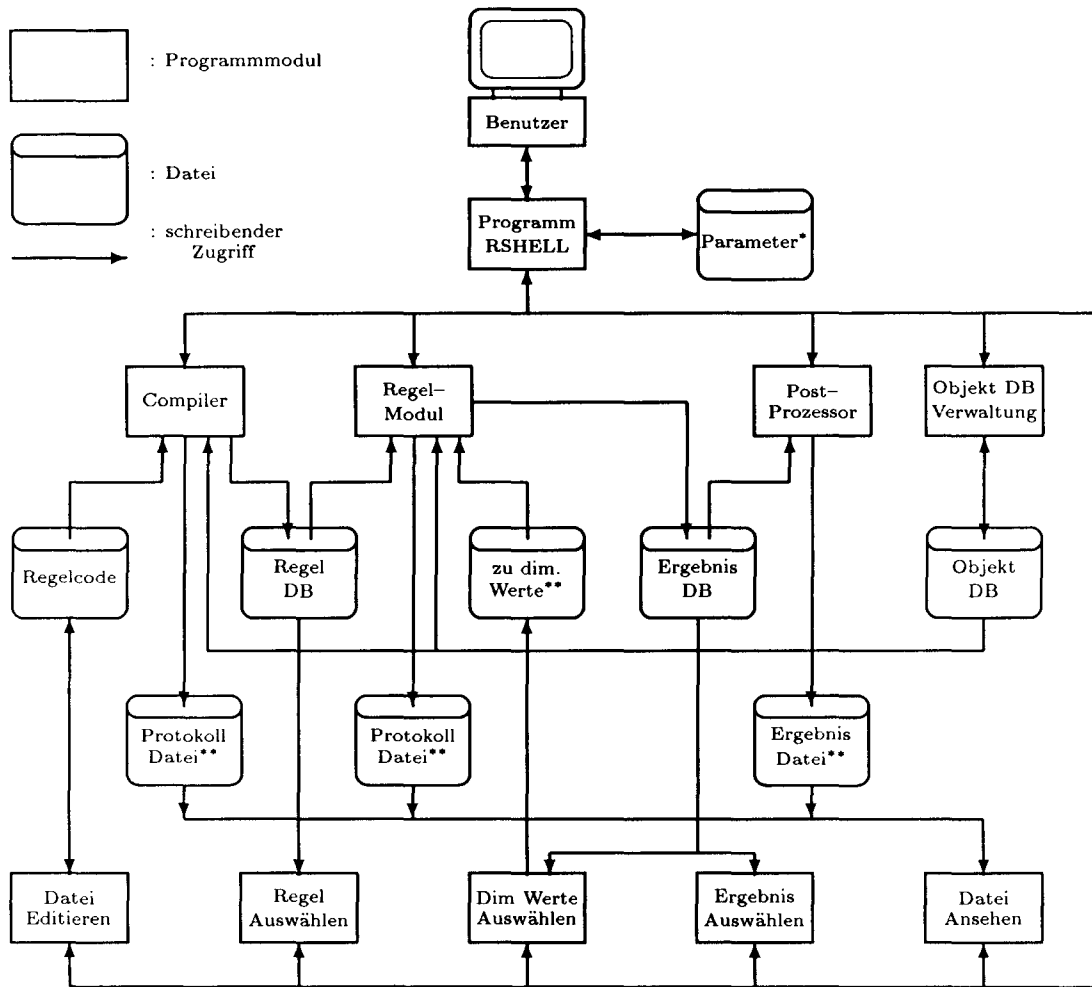 : Programmmodul
: Datei
: schreibender
Zugriff
Benutzer
Programm
RSHELL
Parameter*
Compiler
Regel–
Modul
Post–
Prozessor
Objekt DB
Verwaltung
Regelcode
Regel
DB
zu dim.
Werte**
Ergebnis
DB
Objekt
DB
Protokoll
Datei**
Protokoll
Datei**
Ergebnis
Datei**
Datei
Editieren
Regel
Auswählen
Dim Werte
Auswählen
Ergebnis
Auswählen
Datei
Ansehen